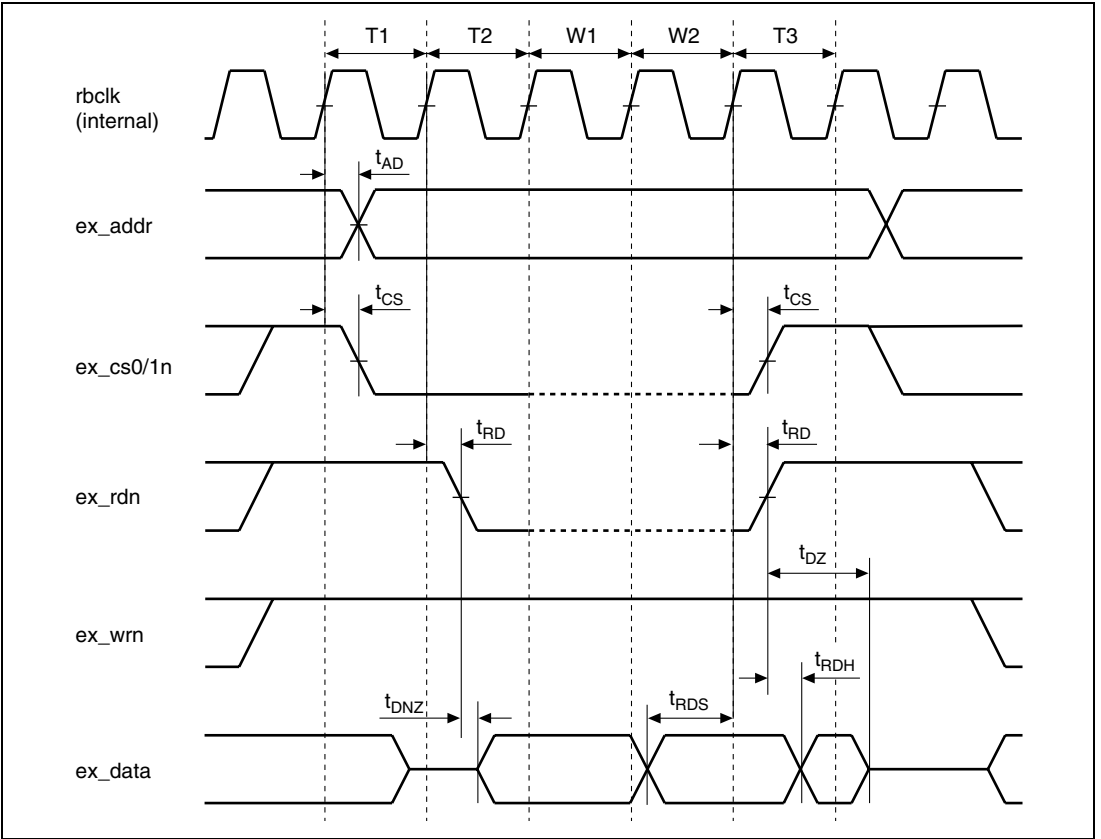 T1 T2 W1 W2 T3
rbclk
(internal)
tAD
ex_addr
tCS tCS
ex_cs0/1n
tRD tRD
ex_rdn
tDZ
ex_wrn
tRDH
tDNZ tRDS
ex_data